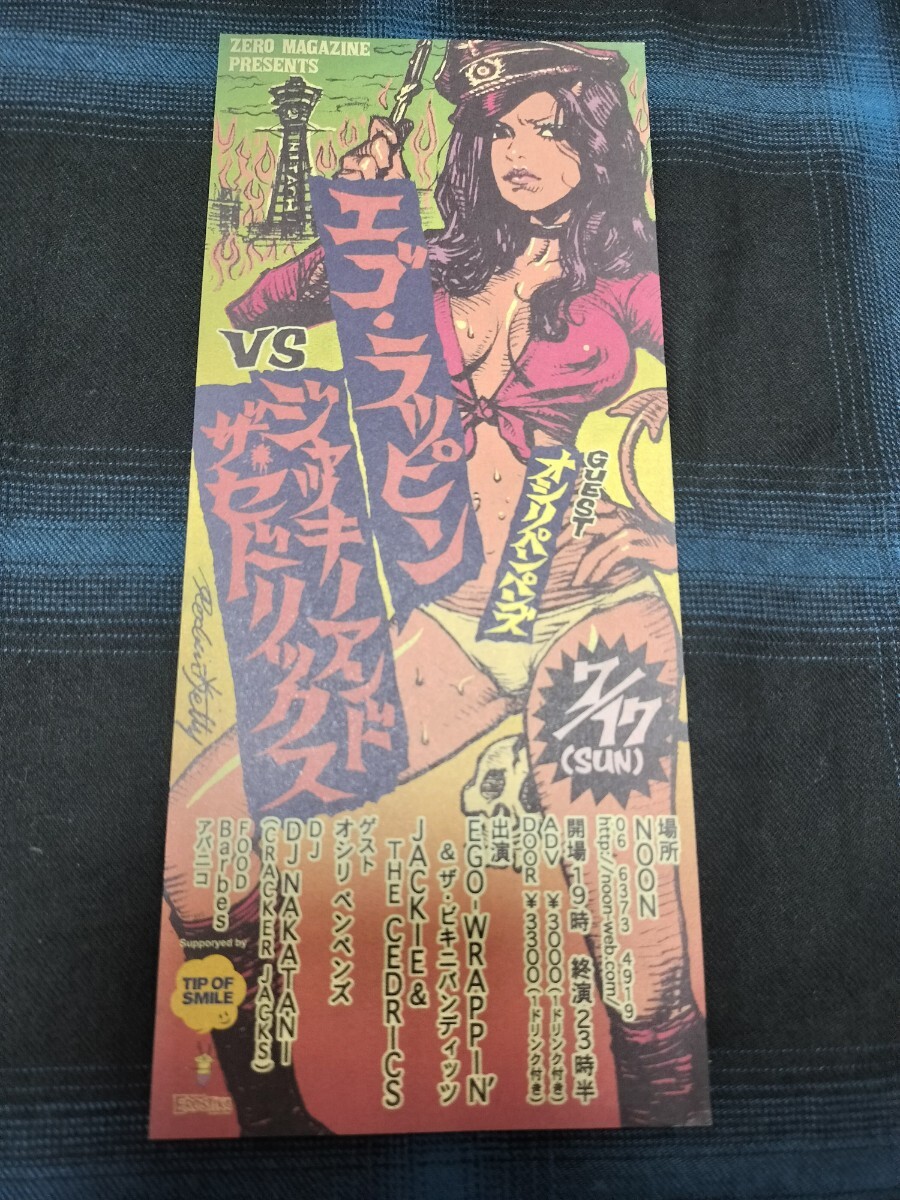 ZERO MAGAZINE
PRESENTS
HITACHI
エゴ・ラッピン
VS
ジャッキーアンド
ザ・セドリックス
GUEST
オシリペンペンズ
7/17
(SUN)
Rockin'Jelly
場所
NOON
06 6373 4919
http://noon-web.com/
開場19時 終演23時半
ADV ¥3000(1ドリンク付き)
DOOR ¥3300(1ドリンク付き)
出演
EGO-WRAPPIN'
&ザ・ビキニバンディッツ
JACKIE &
THE CEDRICS
ゲスト
オシリペンペンズ
DJ
DJ NAKATANI
(CRACKER JACKS)
FOOD
Barbes
アバニコ
Supporyed by
TIP OF
SMILE